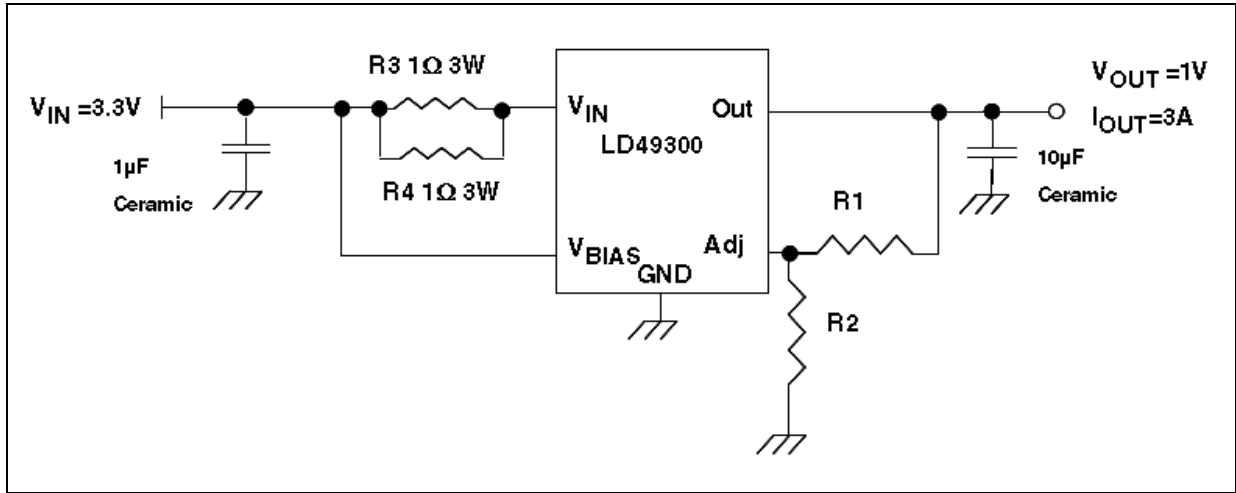 R3 1Ω 3W
V_IN =3.3V
1µF
Ceramic
R4 1Ω 3W
V_IN
Out
LD49300
V_BIAS
GND
Adj
R1
R2
V_OUT =1V
I_OUT=3A
10µF
Ceramic